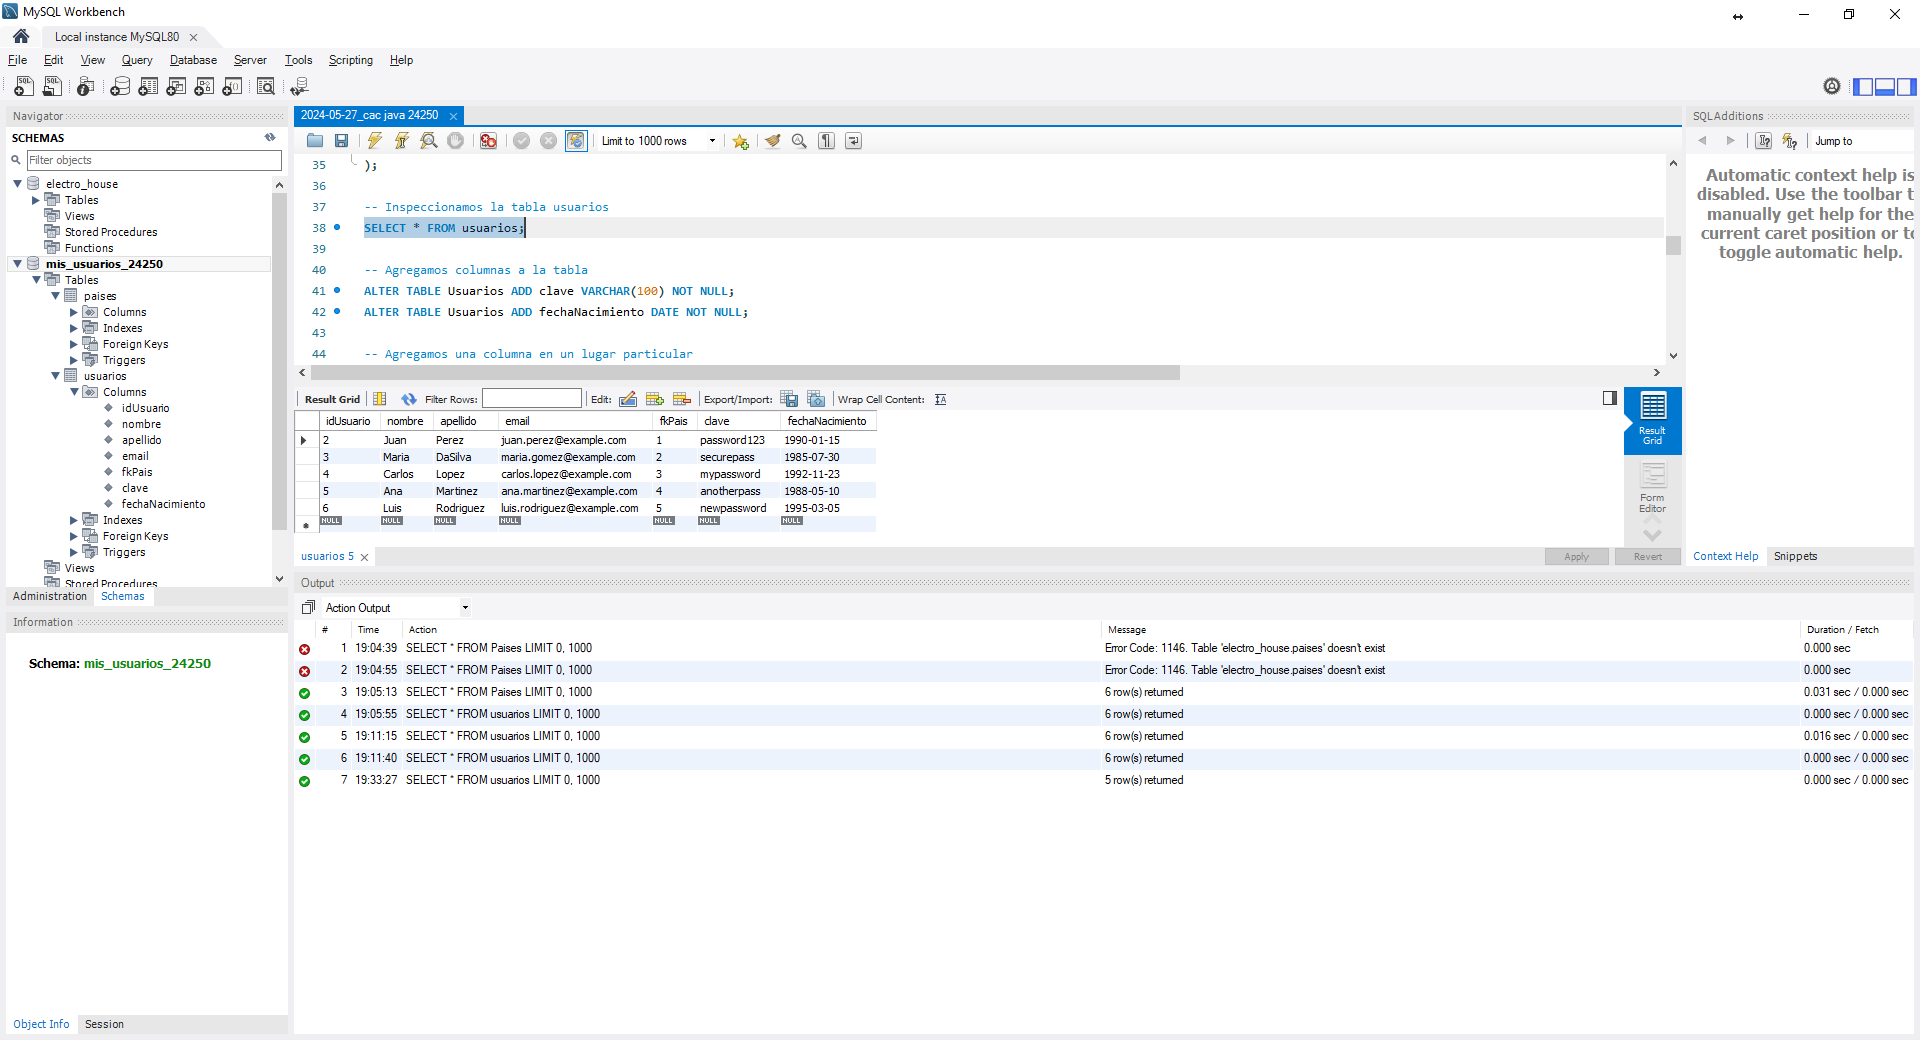 MySQL Workbench
Local instance MySQL80
File Edit View Query Database Server Tools Scripting Help
Navigator
SCHEMAS
Filter objects
electro_house
Tables
Views
Stored Procedures
Functions
mis_usuarios_24250
Tables
paises
Columns
Indexes
Foreign Keys
Triggers
usuarios
Columns
idUsuario
nombre
apellido
email
fkPais
clave
fechaNacimiento
Indexes
Foreign Keys
Triggers
Views
Stored Procedures
Administration Schemas
Information
Schema: mis_usuarios_24250
Object Info Session
2024-05-27_cac java 24250
Limit to 1000 rows
35 );
36
37 -- Inspeccionamos la tabla usuarios
38 SELECT * FROM usuarios;
39
40 -- Agregamos columnas a la tabla
41 ALTER TABLE Usuarios ADD clave VARCHAR(100) NOT NULL;
42 ALTER TABLE Usuarios ADD fechaNacimiento DATE NOT NULL;
43
44 -- Agregamos una columna en un lugar particular
Result Grid Filter Rows: Edit: Export/Import: Wrap Cell Content:
idUsuario nombre apellido email fkPais clave fechaNacimiento
2 Juan Perez juan.perez@example.com 1 password123 1990-01-15
3 Maria DaSilva maria.gomez@example.com 2 securepass 1985-07-30
4 Carlos Lopez carlos.lopez@example.com 3 mypassword 1992-11-23
5 Ana Martinez ana.martinez@example.com 4 anotherpass 1988-05-10
6 Luis Rodriguez luis.rodriguez@example.com 5 newpassword 1995-03-05
NULL NULL NULL NULL NULL NULL NULL
Result
Grid
Form
Editor
usuarios 5
Apply Revert
SQLAdditions
Jump to
Automatic context help is
disabled. Use the toolbar t
manually get help for the
current caret position or to
toggle automatic help.
Context Help Snippets
Output
Action Output
# Time Action Message Duration / Fetch
1 19:04:39 SELECT * FROM Paises LIMIT 0, 1000 Error Code: 1146. Table 'electro_house.paises' doesn't exist 0.000 sec
2 19:04:55 SELECT * FROM Paises LIMIT 0, 1000 Error Code: 1146. Table 'electro_house.paises' doesn't exist 0.000 sec
3 19:05:13 SELECT * FROM Paises LIMIT 0, 1000 6 row(s) returned 0.031 sec / 0.000 sec
4 19:05:55 SELECT * FROM usuarios LIMIT 0, 1000 6 row(s) returned 0.000 sec / 0.000 sec
5 19:11:15 SELECT * FROM usuarios LIMIT 0, 1000 6 row(s) returned 0.016 sec / 0.000 sec
6 19:11:40 SELECT * FROM usuarios LIMIT 0, 1000 6 row(s) returned 0.000 sec / 0.000 sec
7 19:33:27 SELECT * FROM usuarios LIMIT 0, 1000 5 row(s) returned 0.000 sec / 0.000 sec